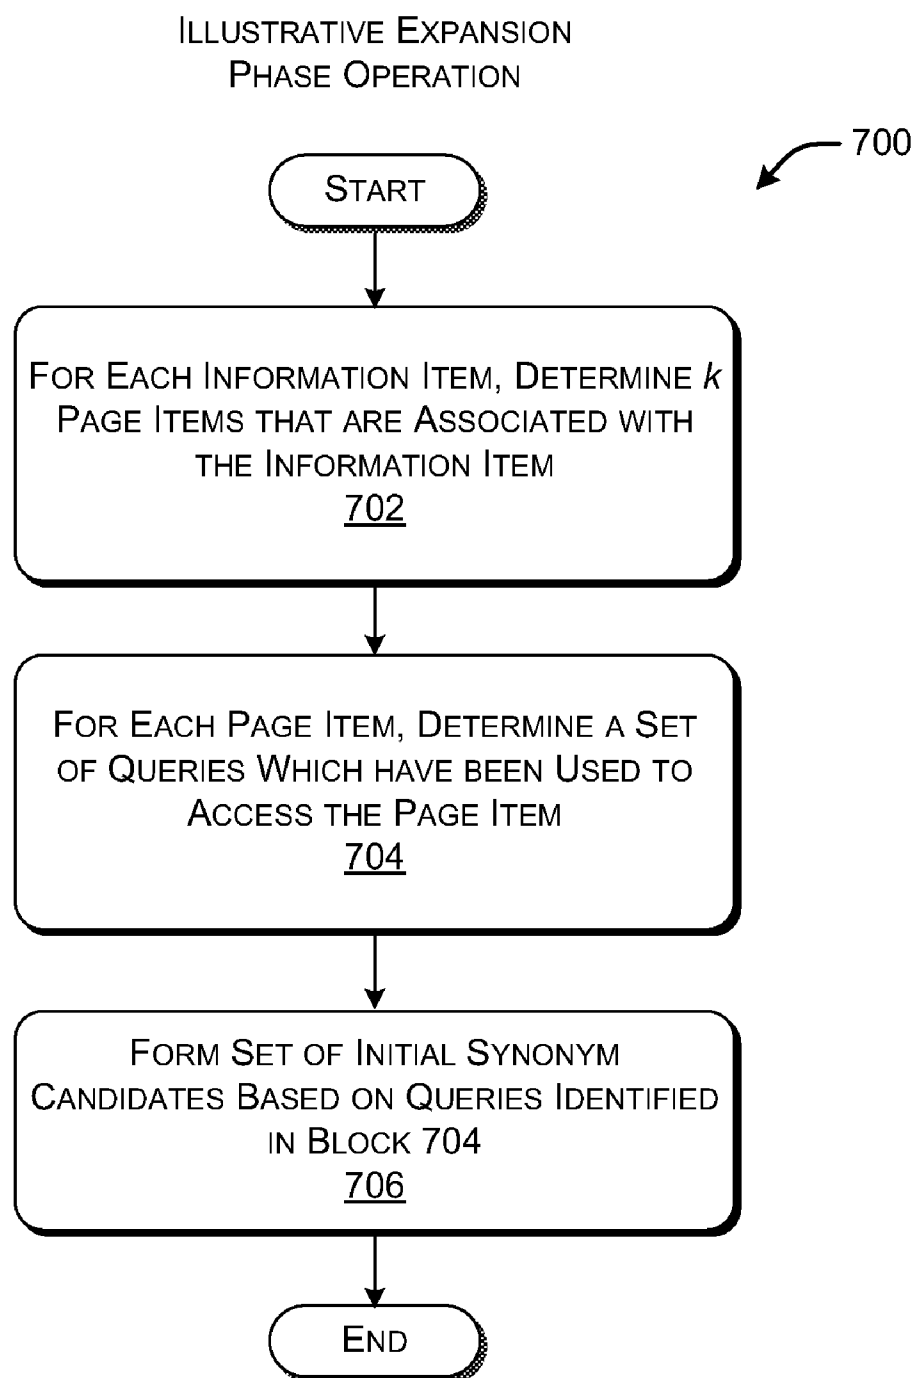 ILLUSTRATIVE EXPANSION
PHASE OPERATION
700
START
FOR EACH INFORMATION ITEM, DETERMINE k
PAGE ITEMS THAT ARE ASSOCIATED WITH
THE INFORMATION ITEM
702
FOR EACH PAGE ITEM, DETERMINE A SET
OF QUERIES WHICH HAVE BEEN USED TO
ACCESS THE PAGE ITEM
704
FORM SET OF INITIAL SYNONYM
CANDIDATES BASED ON QUERIES IDENTIFIED
IN BLOCK 704
706
END